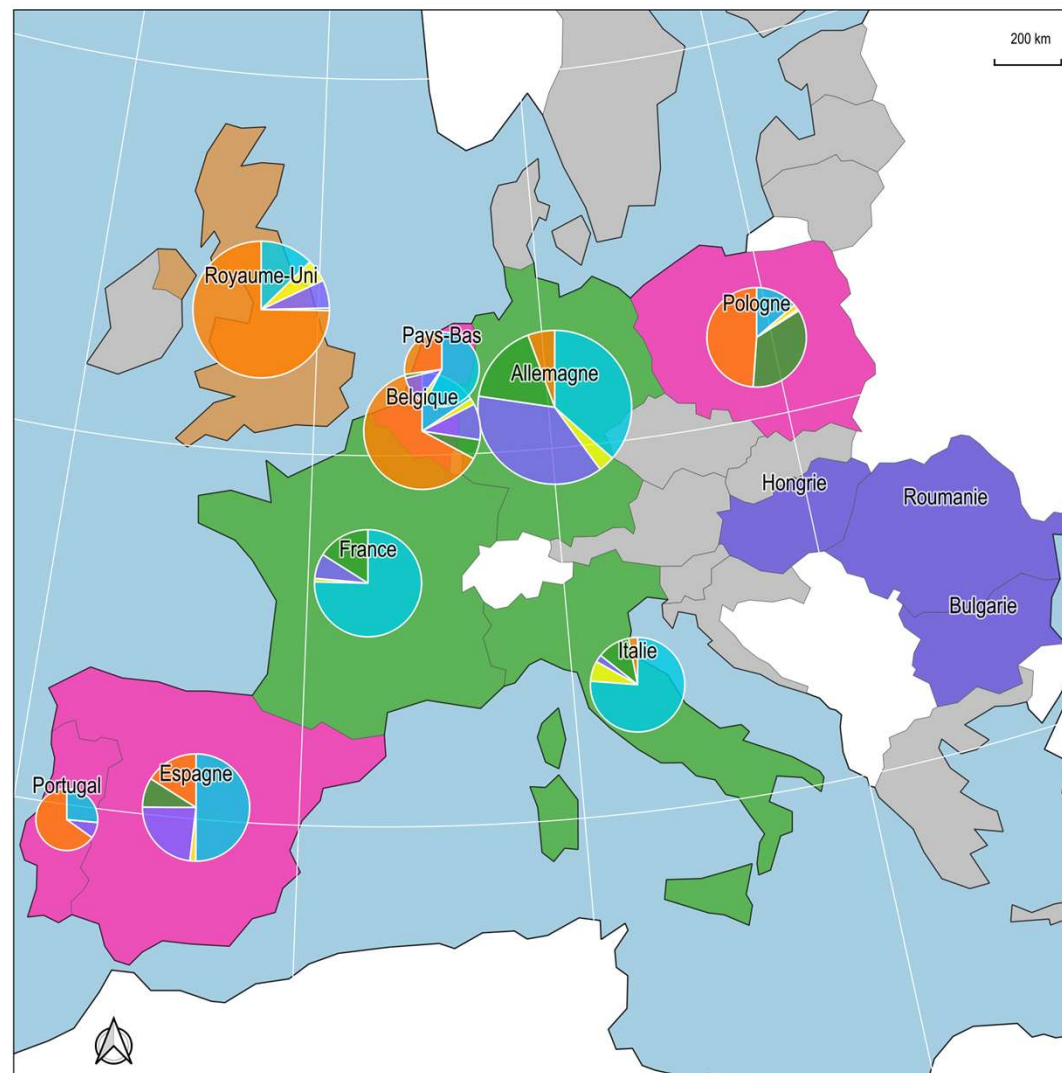 200 km
Royaume-Uni
Pologne
Pays-Bas
Allemagne
Belgique
Hongrie
Roumanie
France
Bulgarie
Italie
Espagne
Portugal